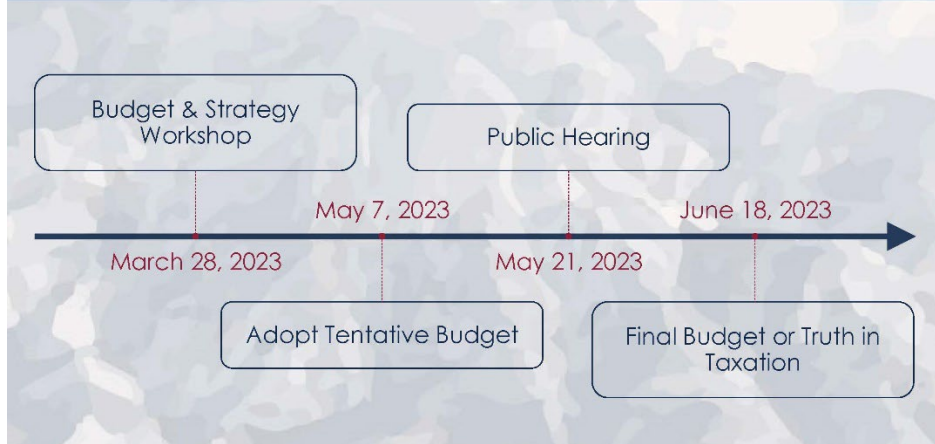 Budget & Strategy
Workshop
Public Hearing
May 7, 2023
June 18, 2023
March 28, 2023
May 21, 2023
Adopt Tentative Budget
Final Budget or Truth in
Taxation